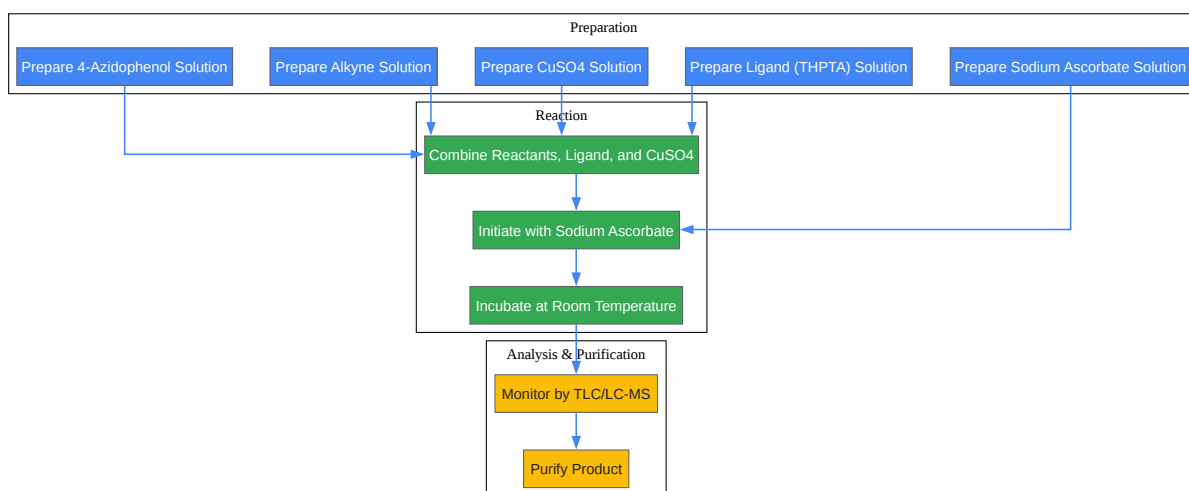 Preparation
Prepare 4-Azidophenol Solution
Prepare Alkyne Solution
Prepare CuSO4 Solution
Prepare Ligand (THPTA) Solution
Prepare Sodium Ascorbate Solution
Reaction
Combine Reactants, Ligand, and CuSO4
Initiate with Sodium Ascorbate
Incubate at Room Temperature
Analysis & Purification
Monitor by TLC/LC-MS
Purify Product